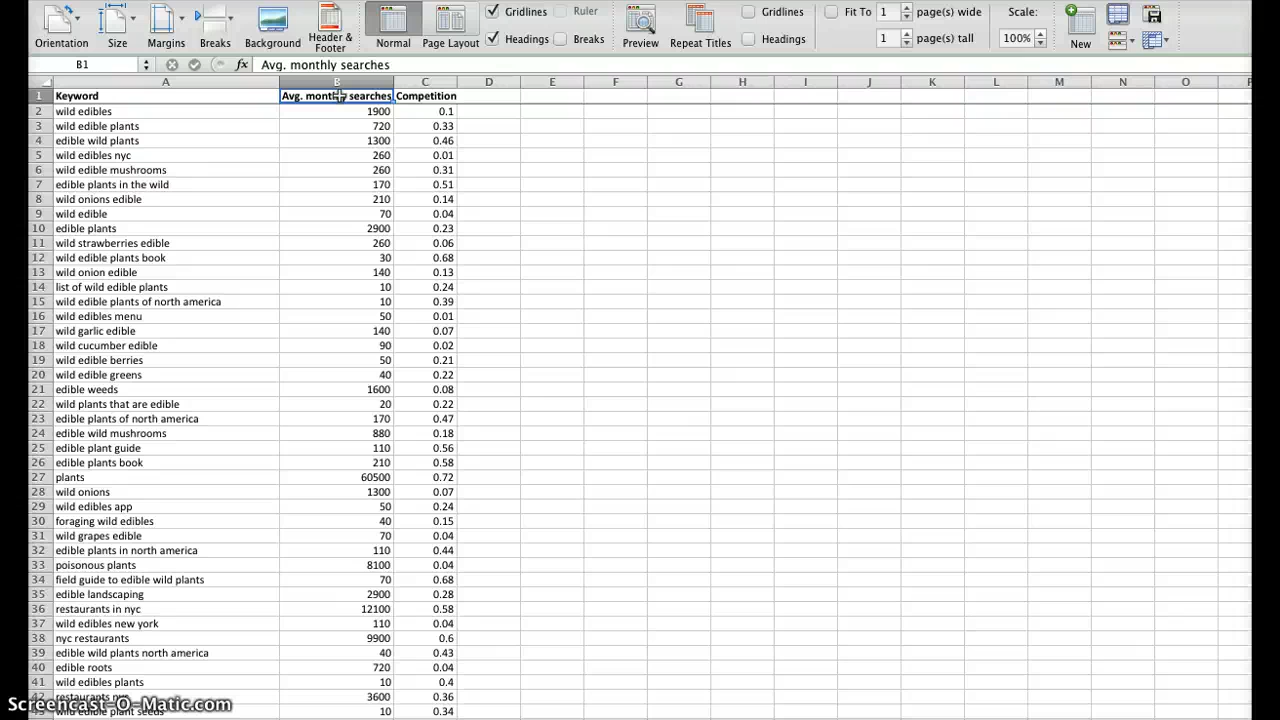 Gridlines Ruler Gridlines Fit To 1 page(s) wide Scale:
Headings Breaks Headings 1 page(s) tall 100%
Orientation Size Margins Breaks Background Header & Footer Normal Page Layout Preview Repeat Titles New
B1 fx Avg. monthly searches
A B C D E F G H I J K L M N O P
1 Keyword Avg. monthly searches Competition
2 wild edibles 1900 0.1
3 wild edible plants 720 0.33
4 edible wild plants 1300 0.46
5 wild edibles nyc 260 0.01
6 wild edible mushrooms 260 0.31
7 edible plants in the wild 170 0.51
8 wild onions edible 210 0.14
9 wild edible 70 0.04
10 edible plants 2900 0.23
11 wild strawberries edible 260 0.06
12 wild edible plants book 30 0.68
13 wild onion edible 140 0.13
14 list of wild edible plants 10 0.24
15 wild edible plants of north america 10 0.39
16 wild edibles menu 50 0.01
17 wild garlic edible 140 0.07
18 wild cucumber edible 90 0.02
19 wild edible berries 50 0.21
20 wild edible greens 40 0.22
21 edible weeds 1600 0.08
22 wild plants that are edible 20 0.22
23 edible plants of north america 170 0.47
24 edible wild mushrooms 880 0.18
25 edible plant guide 110 0.56
26 edible plants book 210 0.58
27 plants 60500 0.72
28 wild onions 1300 0.07
29 wild edibles app 50 0.24
30 foraging wild edibles 40 0.15
31 wild grapes edible 70 0.04
32 edible plants in north america 110 0.44
33 poisonous plants 8100 0.04
34 field guide to edible wild plants 70 0.68
35 edible landscaping 2900 0.28
36 restaurants in nyc 12100 0.58
37 wild edibles new york 110 0.04
38 nyc restaurants 9900 0.6
39 edible wild plants north america 40 0.43
40 edible roots 720 0.04
41 wild edibles plants 10 0.4
42 restaurants nyc 3600 0.36
43 wild edible plant seeds 10 0.34
Screencast-O-Matic.com